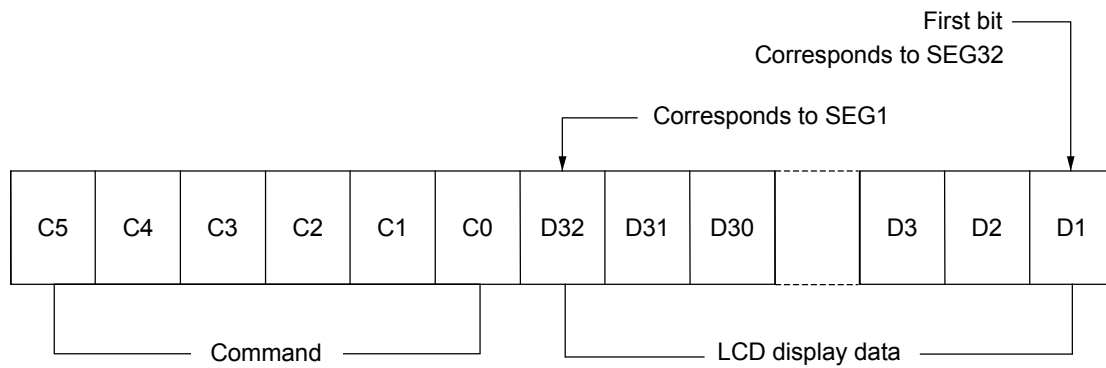 First bit
Corresponds to SEG32
Corresponds to SEG1
C5 C4 C3 C2 C1 C0 D32 D31 D30 D3 D2 D1
Command LCD display data